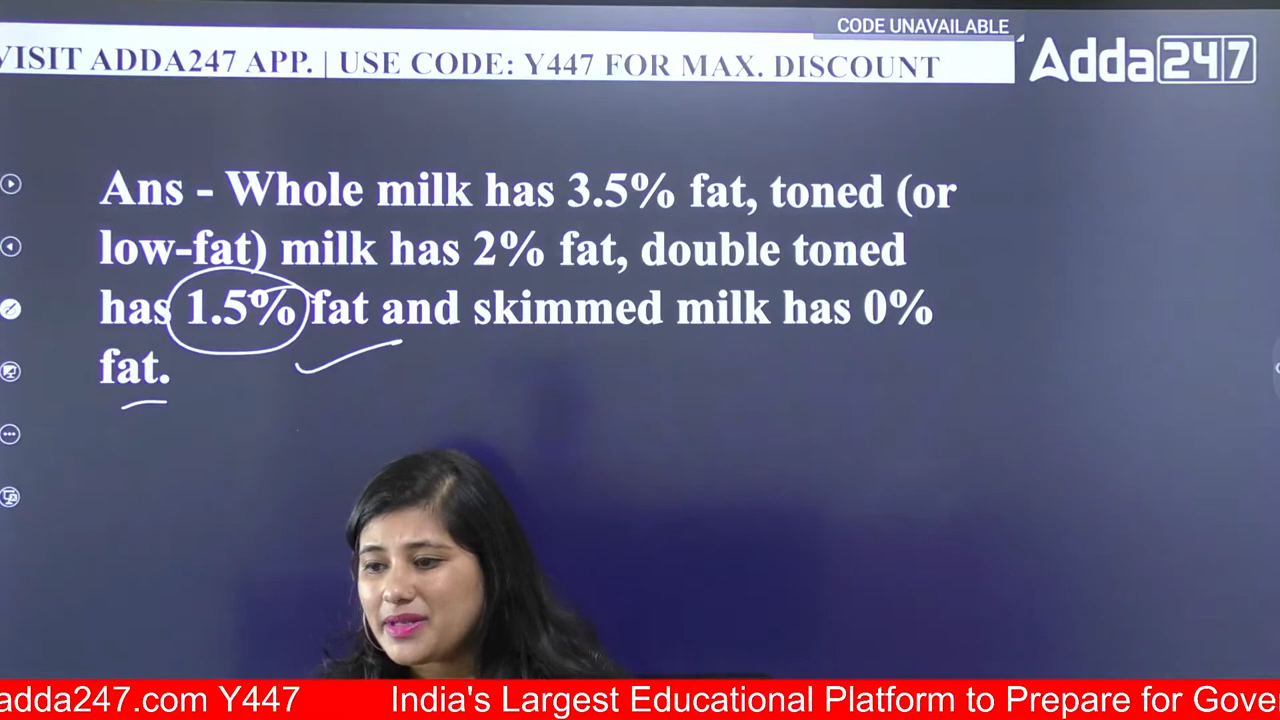 CODE UNAVAILABLE
VISIT ADDA247 APP. | USE CODE: Y447 FOR MAX. DISCOUNT
Adda247
Ans - Whole milk has 3.5% fat, toned (or
low-fat) milk has 2% fat, double toned
has 1.5% fat and skimmed milk has 0%
fat.
adda247.com Y447 India's Largest Educational Platform to Prepare for Gover